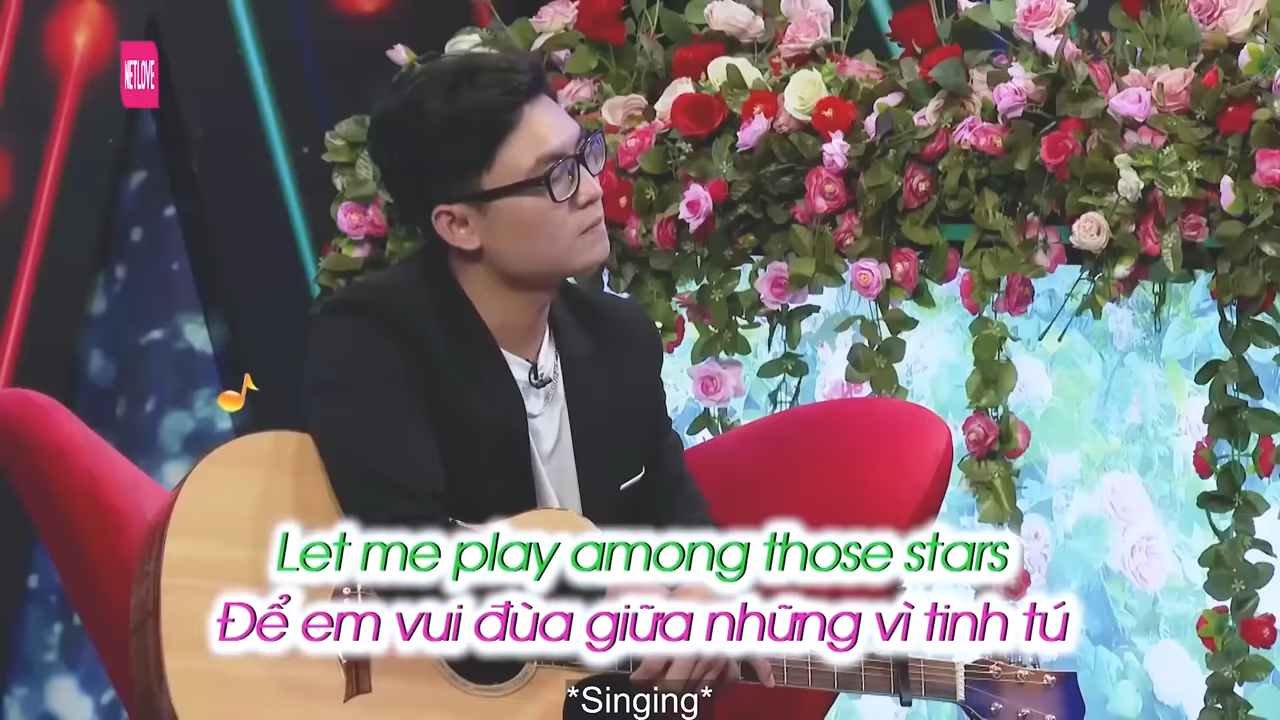 NETLOVE
Let me play among those stars
Để em vui đùa giữa những vì tinh tú
*Singing*